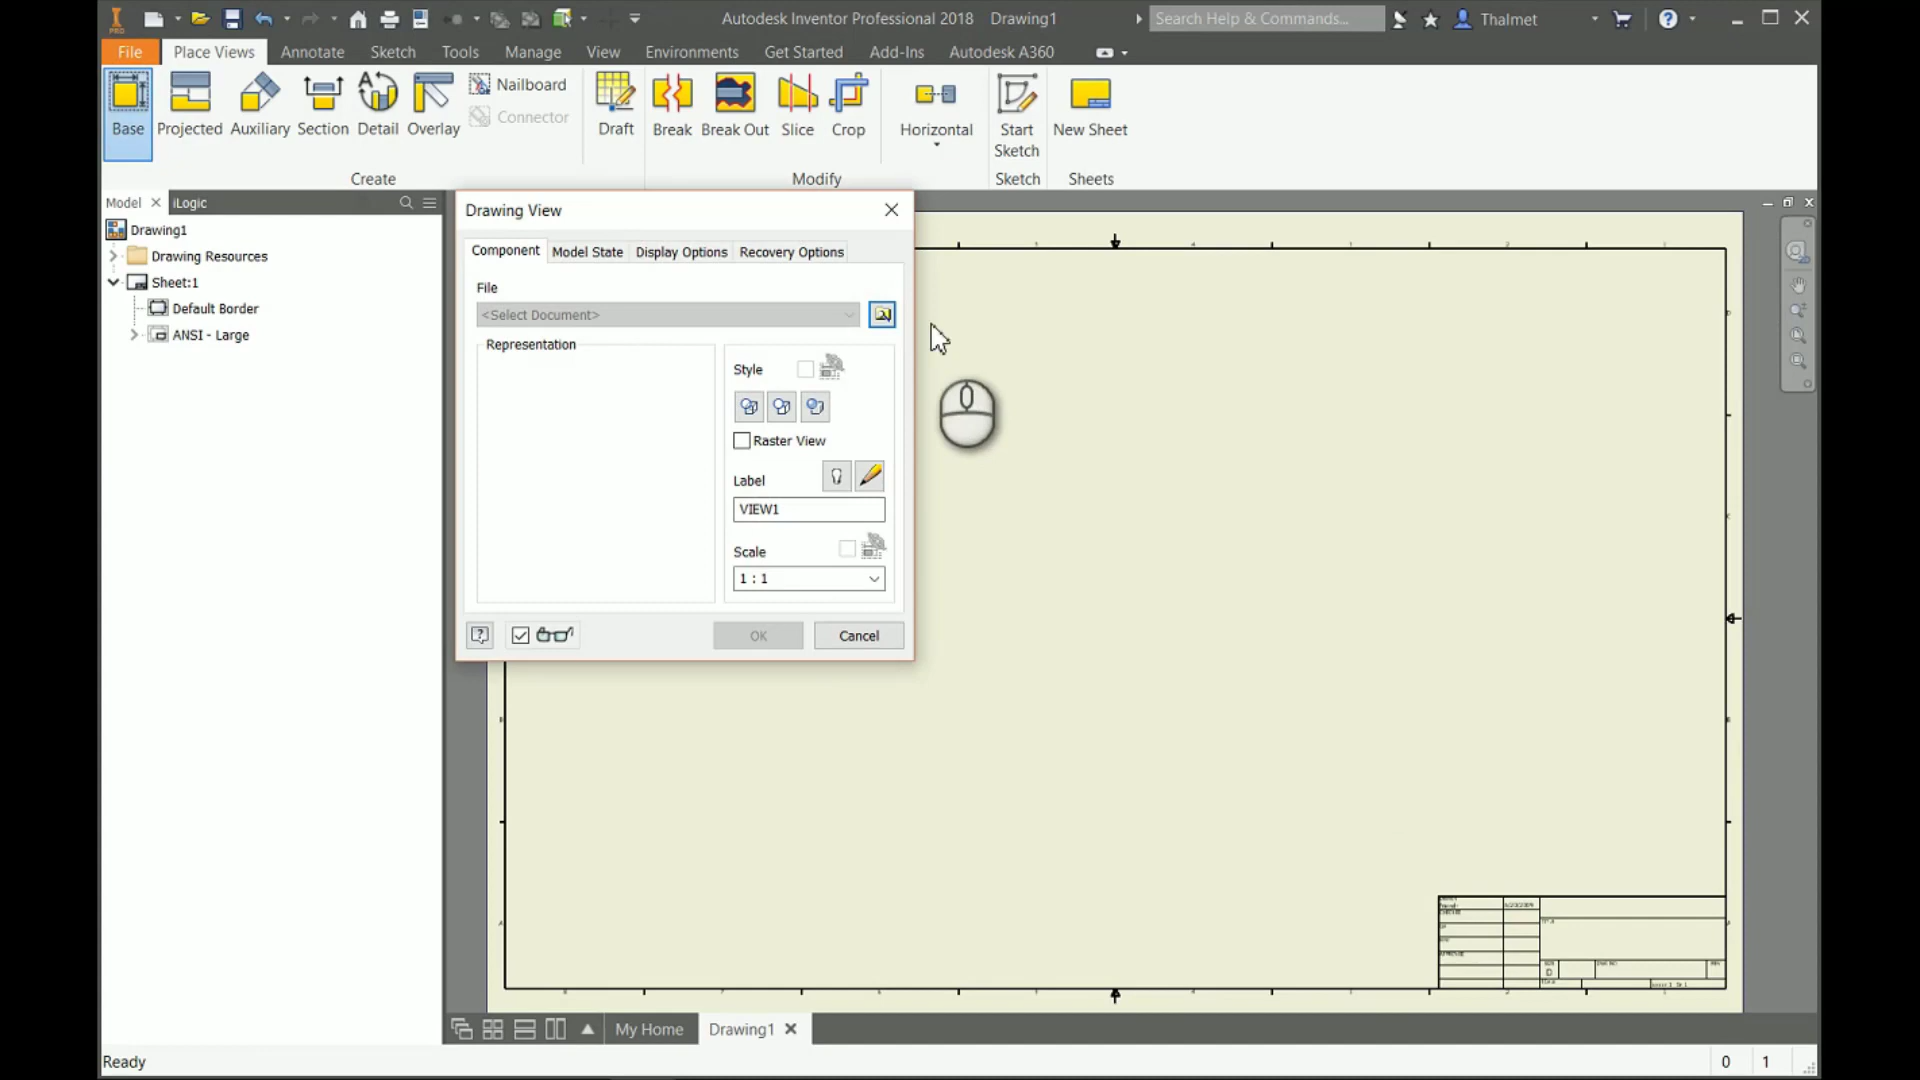 Autodesk Inventor Professional 2018 Drawing1
Search Help & Commands...
Thalmet
PRO
File Place Views Annotate Sketch Tools Manage View Environments Get Started Add-Ins Autodesk A360
Base
Projected
Auxiliary
Section
Detail
Overlay
Nailboard
Connector
Draft
Break
Break Out
Slice
Crop
Horizontal
Start
Sketch
New Sheet
Create
Modify
Sketch
Sheets
Model
iLogic
Drawing1
Drawing Resources
Sheet:1
Default Border
ANSI - Large
Drawing View
Component Model State Display Options Recovery Options
File
<Select Document>
Representation
Style
Raster View
Label
VIEW1
Scale
1 : 1
OK
Cancel
My Home
Drawing1
Ready
0 1